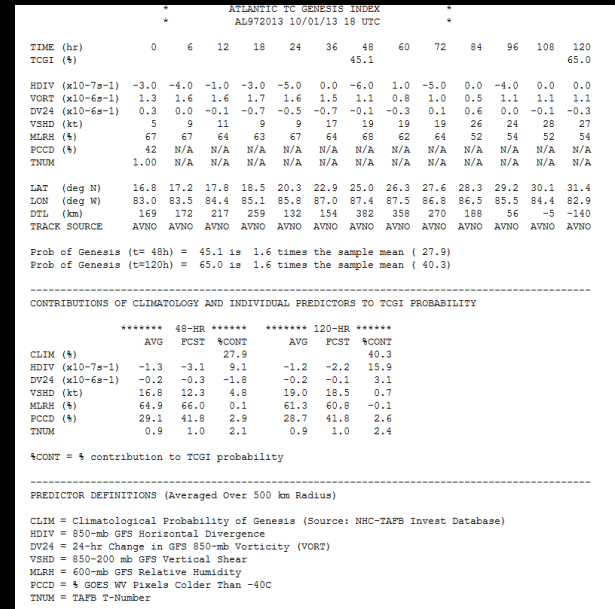 * ATLANTIC TC GENESIS INDEX *
* AL972013 10/01/13 18 UTC *
TIME (hr) 0 6 12 18 24 36 48 60 72 84 96 108 120
TCGI (%) 45.1 65.0
HDIV (x10-7s-1) -3.0 -4.0 -1.0 -3.0 -5.0 0.0 -6.0 1.0 -5.0 0.0 -4.0 0.0 0.0
VORT (x10-6s-1) 1.3 1.6 1.6 1.7 1.6 1.5 1.1 0.8 1.0 0.5 1.1 1.1 1.1
DV24 (x10-6s-1) 0.3 0.0 -0.1 -0.7 -0.5 -0.7 -0.1 -0.3 0.1 0.6 0.0 -0.1 -0.3
VSHD (kt) 5 9 11 9 9 17 19 19 19 26 24 28 27
MLRH (%) 67 67 64 63 67 64 68 62 64 52 54 52 54
PCCD (%) 42 N/A N/A N/A N/A N/A N/A N/A N/A N/A N/A N/A N/A
TNUM 1.00 N/A N/A N/A N/A N/A N/A N/A N/A N/A N/A N/A N/A
LAT (deg N) 16.8 17.2 17.8 18.5 20.3 22.9 25.0 26.3 27.6 28.3 29.2 30.1 31.4
LON (deg W) 83.0 83.5 84.4 85.1 85.8 87.0 87.4 87.5 86.8 86.5 85.5 84.4 82.9
DTL (km) 169 172 217 259 132 154 382 358 270 188 56 -5 -140
TRACK SOURCE AVNO AVNO AVNO AVNO AVNO AVNO AVNO AVNO AVNO AVNO AVNO AVNO AVNO
Prob of Genesis (t= 48h) = 45.1 is 1.6 times the sample mean ( 27.9)
Prob of Genesis (t=120h) = 65.0 is 1.6 times the sample mean ( 40.3)
CONTRIBUTIONS OF CLIMATOLOGY AND INDIVIDUAL PREDICTORS TO TCGI PROBABILITY
******* 48-HR ****** ******* 120-HR ******
AVG FCST %CONT AVG FCST %CONT
CLIM (%) 27.9 40.3
HDIV (x10-7s-1) -1.3 -3.1 9.1 -1.2 -2.2 15.9
DV24 (x10-6s-1) -0.2 -0.3 -1.8 -0.2 -0.1 3.1
VSHD (kt) 16.8 12.3 4.8 19.0 18.5 0.7
MLRH (%) 64.9 66.0 0.1 61.3 60.8 -0.1
PCCD (%) 29.1 41.8 2.9 28.7 41.8 2.6
TNUM 0.9 1.0 2.1 0.9 1.0 2.4
%CONT = % contribution to TCGI probability
PREDICTOR DEFINITIONS (Averaged Over 500 km Radius)
CLIM = Climatological Probability of Genesis (Source: NHC-TAFB Invest Database)
HDIV = 850-mb GFS Horizontal Divergence
DV24 = 24-hr Change in GFS 850-mb Vorticity (VORT)
VSHD = 850-200 mb GFS Vertical Shear
MLRH = 600-mb GFS Relative Humidity
PCCD = % GOES WV Pixels Colder Than -40C
TNUM = TAFB T-Number